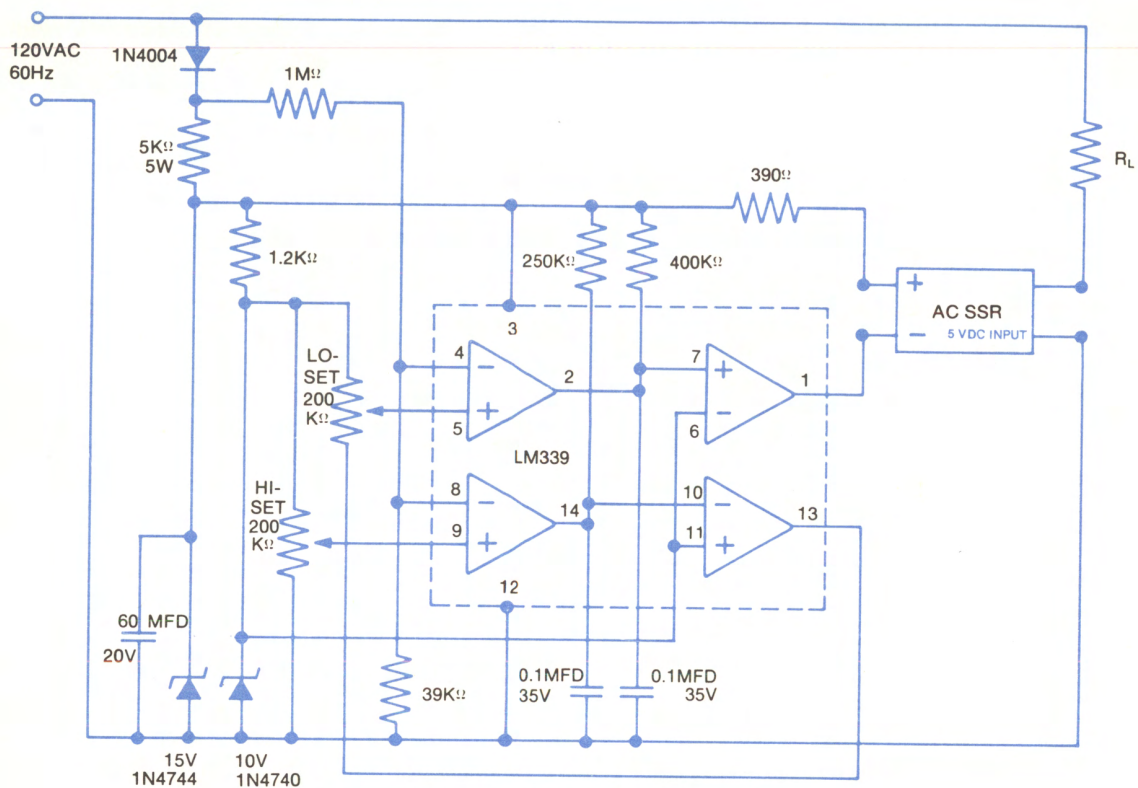 120VAC
60Hz
1N4004
1MΩ
5KΩ
5W
390Ω
RL
1.2KΩ
250KΩ
400KΩ
3
+
AC SSR
−
5 VDC INPUT
LO-
SET
200
KΩ
4
−
2
+
5
7
+
1
−
6
LM339
HI-
SET
200
KΩ
8
−
14
+
9
10
−
13
11
+
12
60 MFD
20V
39KΩ
0.1MFD
35V
0.1MFD
35V
15V
1N4744
10V
1N4740